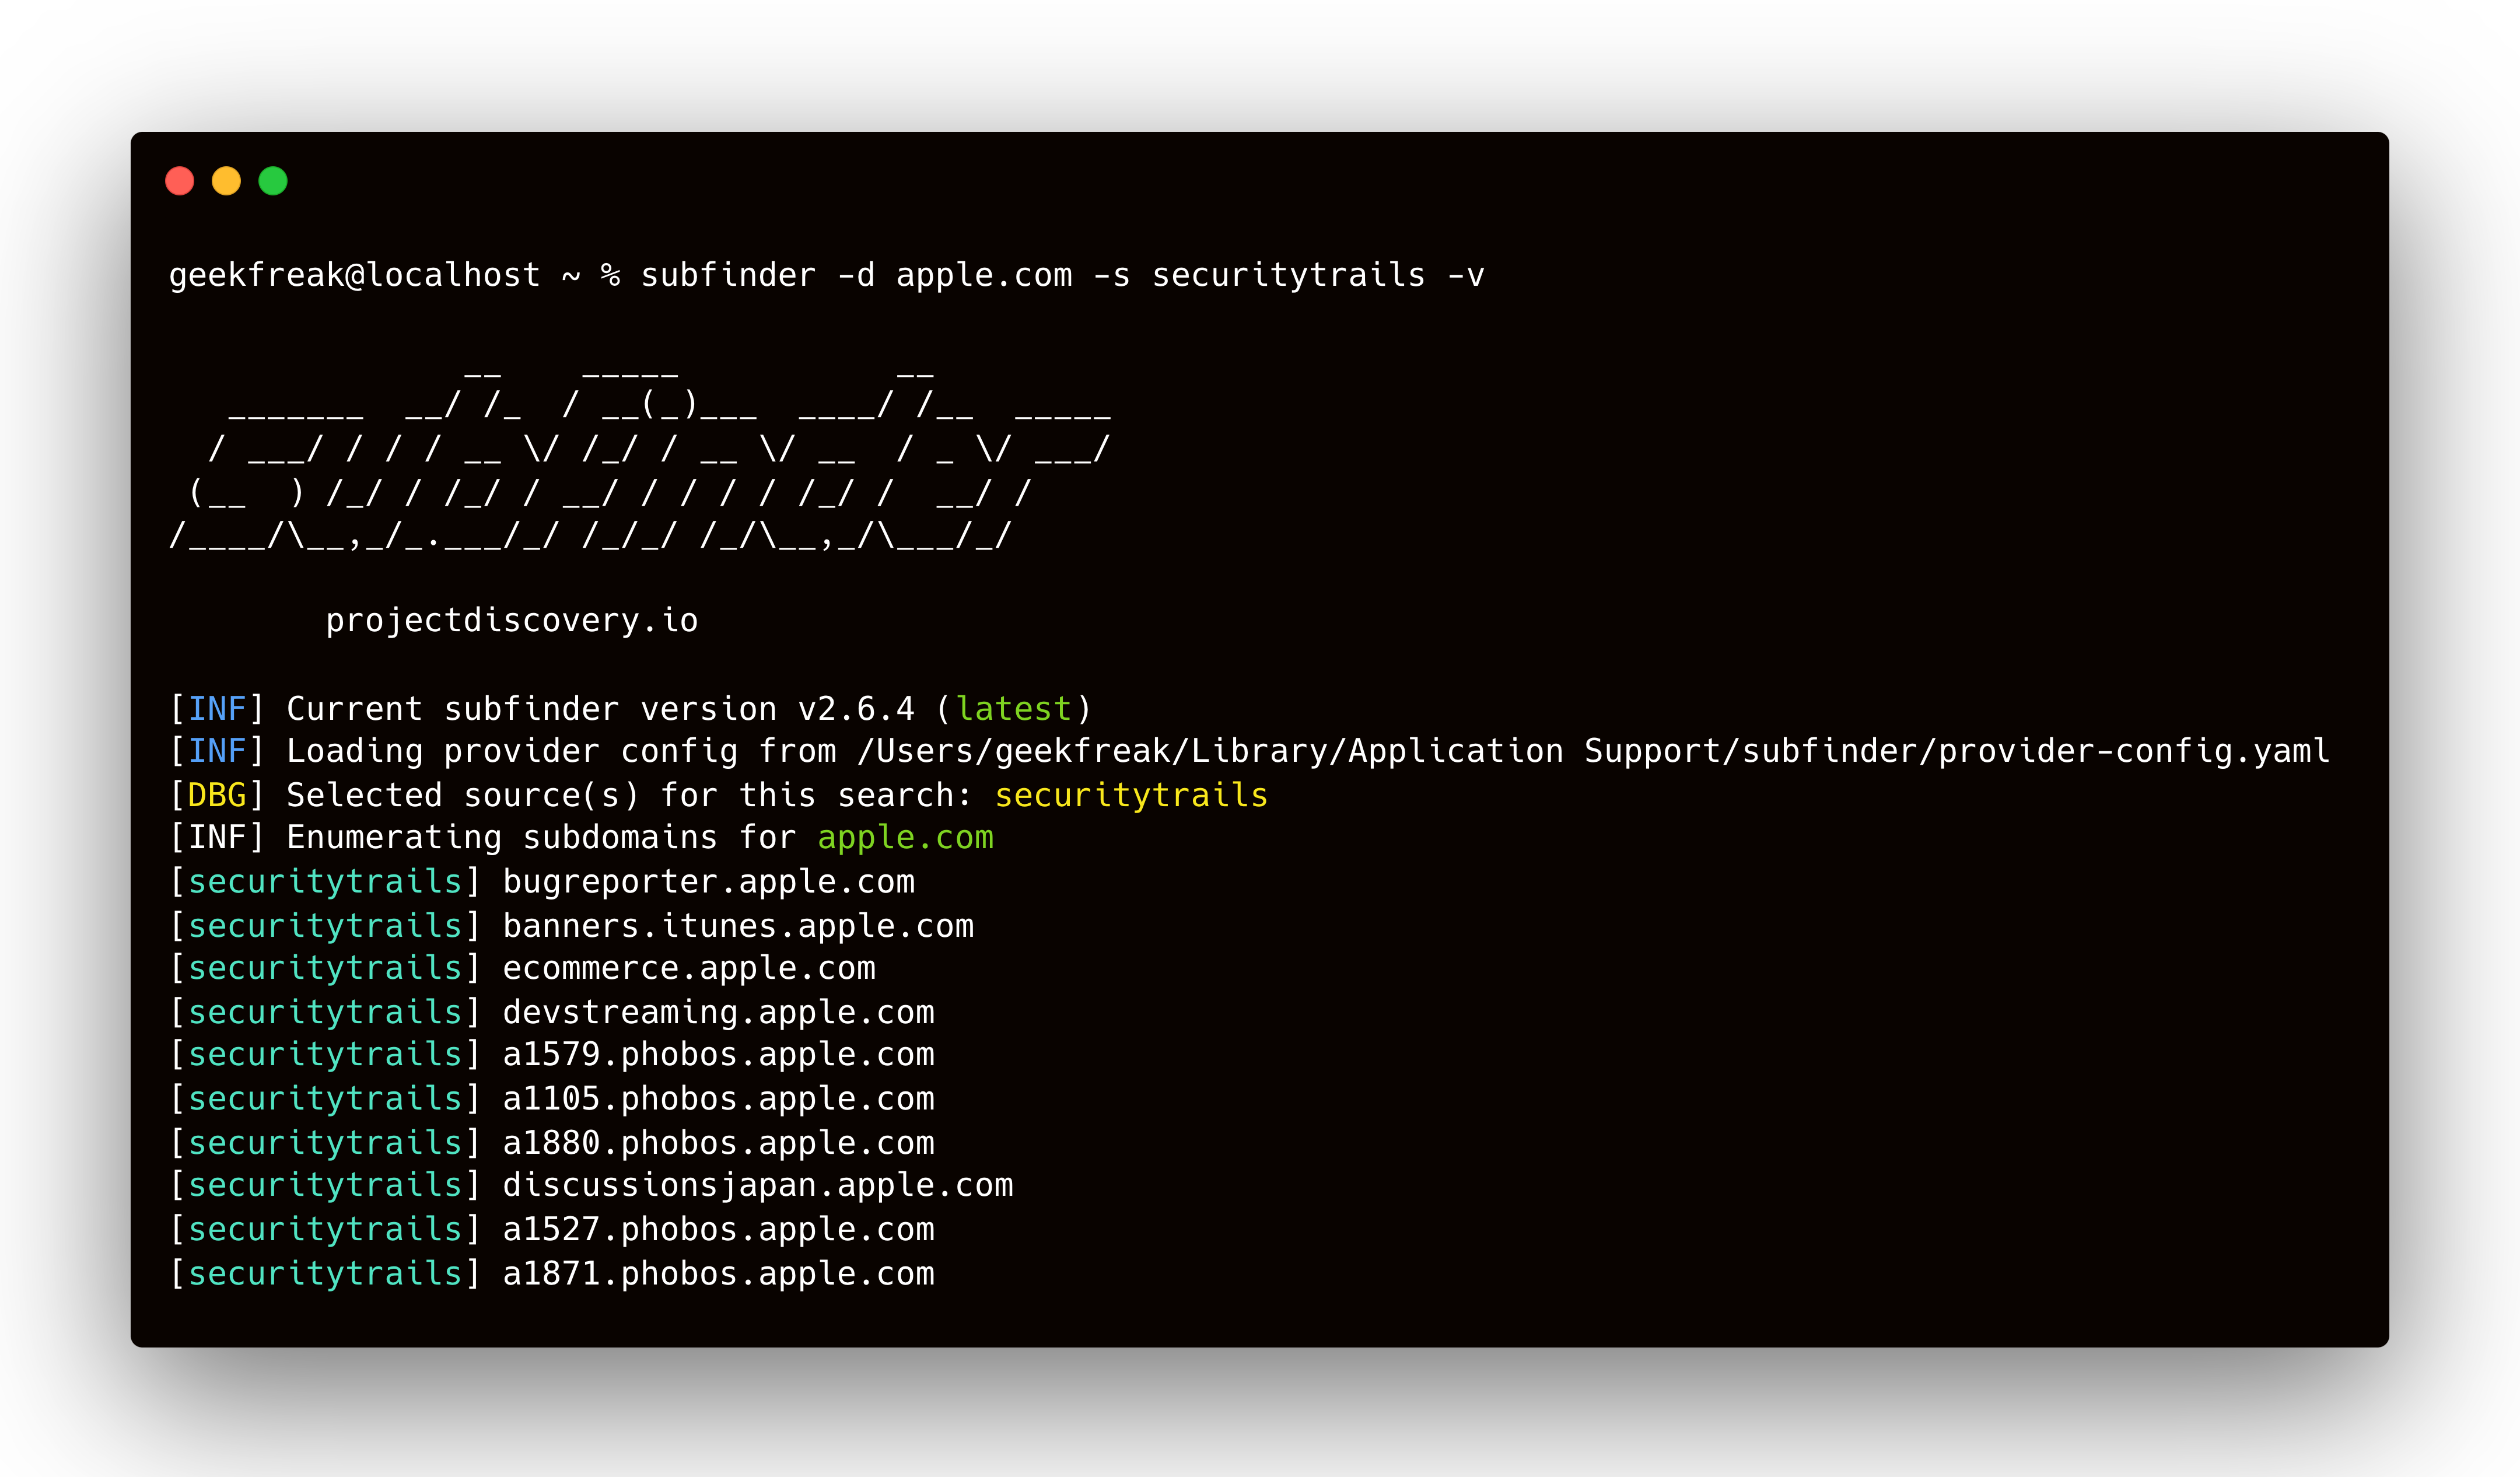 geekfreak@localhost ~ % subfinder -d apple.com -s securitytrails -v
               __    _____           __
   _______  __/ /_  / __(_)___  ____/ /__  _____
  / ___/ / / / __ \/ /_/ / __ \/ __  / _ \/ ___/
 (__  ) /_/ / /_/ / __/ / / / / /_/ /  __/ /
/____/\__,_/_.___/_/ /_/_/ /_/\__,_/\___/_/
        projectdiscovery.io
[INF] Current subfinder version v2.6.4 (latest)
[INF] Loading provider config from /Users/geekfreak/Library/Application Support/subfinder/provider-config.yaml
[DBG] Selected source(s) for this search: securitytrails
[INF] Enumerating subdomains for apple.com
[securitytrails] bugreporter.apple.com
[securitytrails] banners.itunes.apple.com
[securitytrails] ecommerce.apple.com
[securitytrails] devstreaming.apple.com
[securitytrails] a1579.phobos.apple.com
[securitytrails] a1105.phobos.apple.com
[securitytrails] a1880.phobos.apple.com
[securitytrails] discussionsjapan.apple.com
[securitytrails] a1527.phobos.apple.com
[securitytrails] a1871.phobos.apple.com